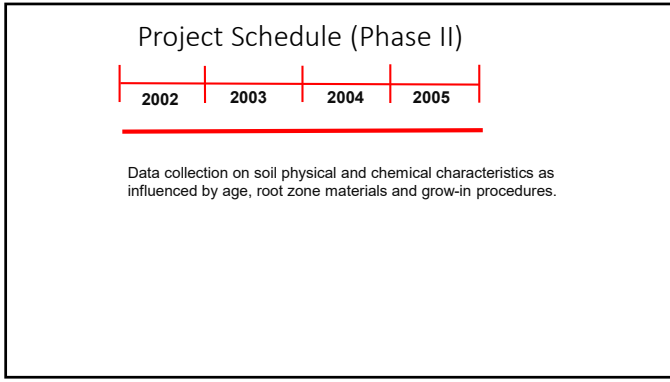 Project Schedule (Phase II)
2002 2003 2004 2005
Data collection on soil physical and chemical characteristics as
influenced by age, root zone materials and grow-in procedures.